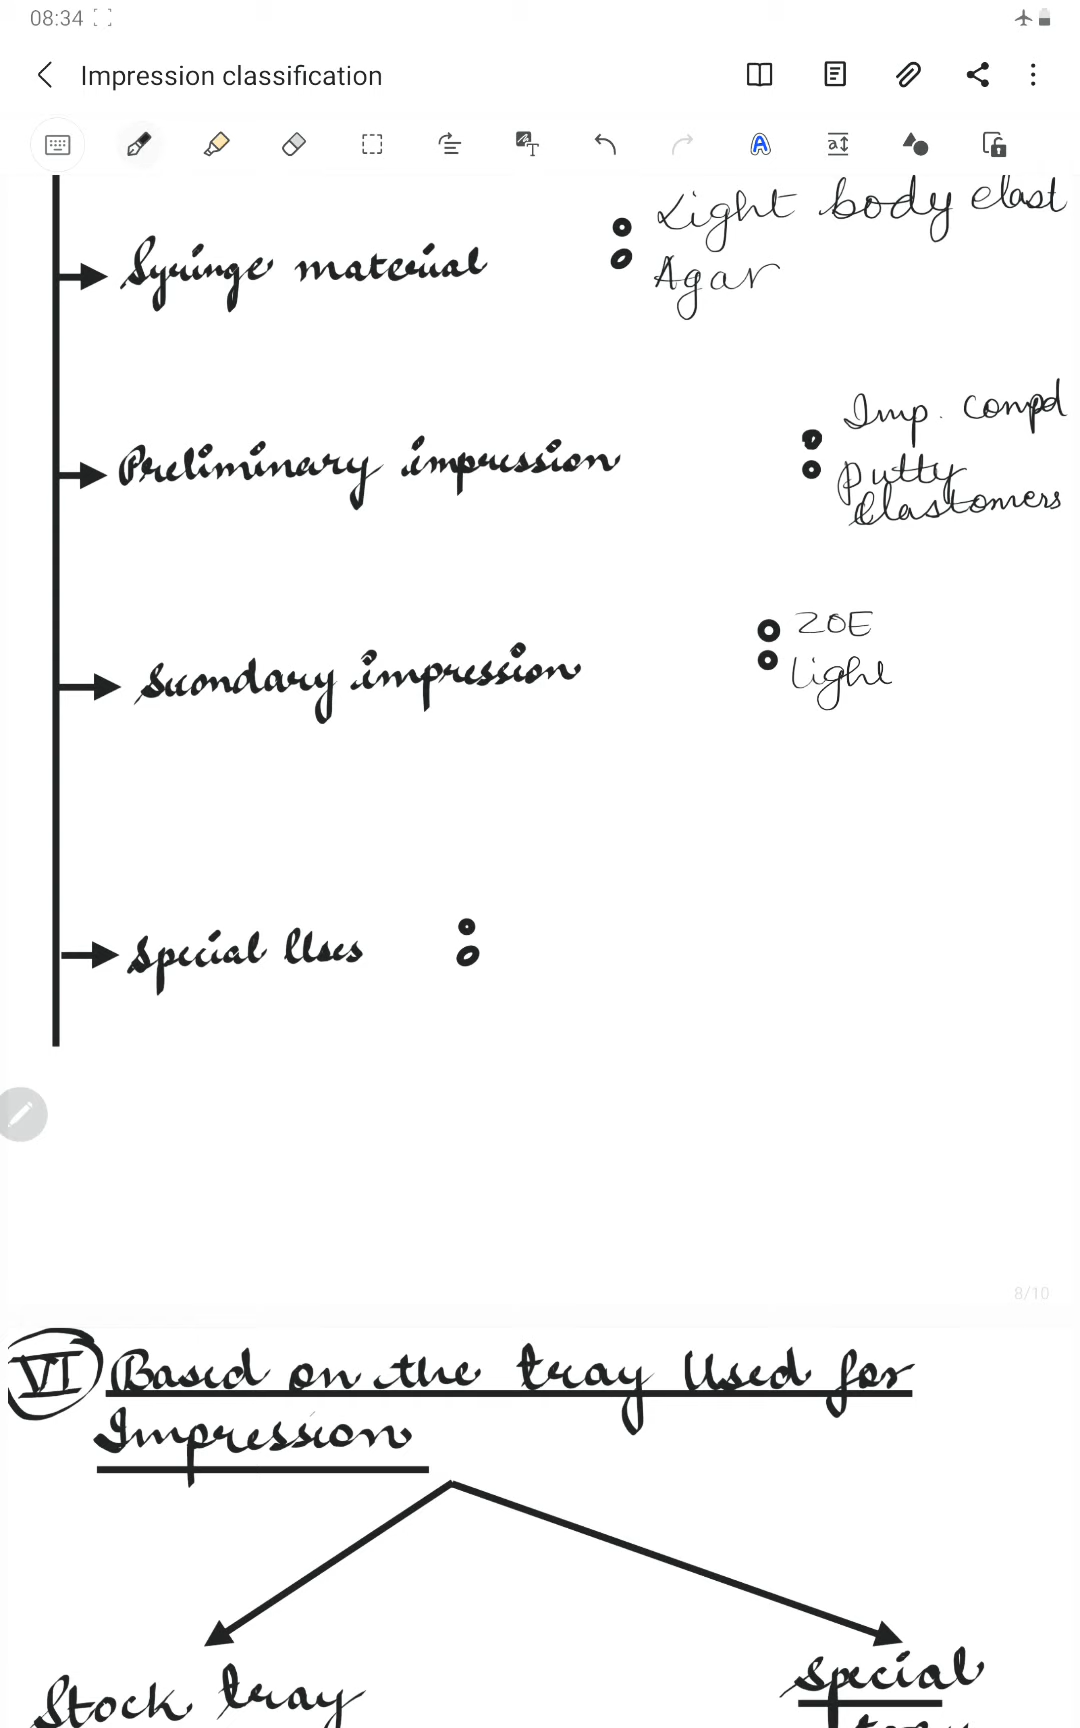 08:34
Impression classification
Light body elast
Syringe material
Agar
Imp. compd
Preliminary impression
Putty
Elastomers
ZOE
Secondary impression
Light
Special Uses
8/10
VI Based on the tray Used for
Impression
Special
Stock tray
tray